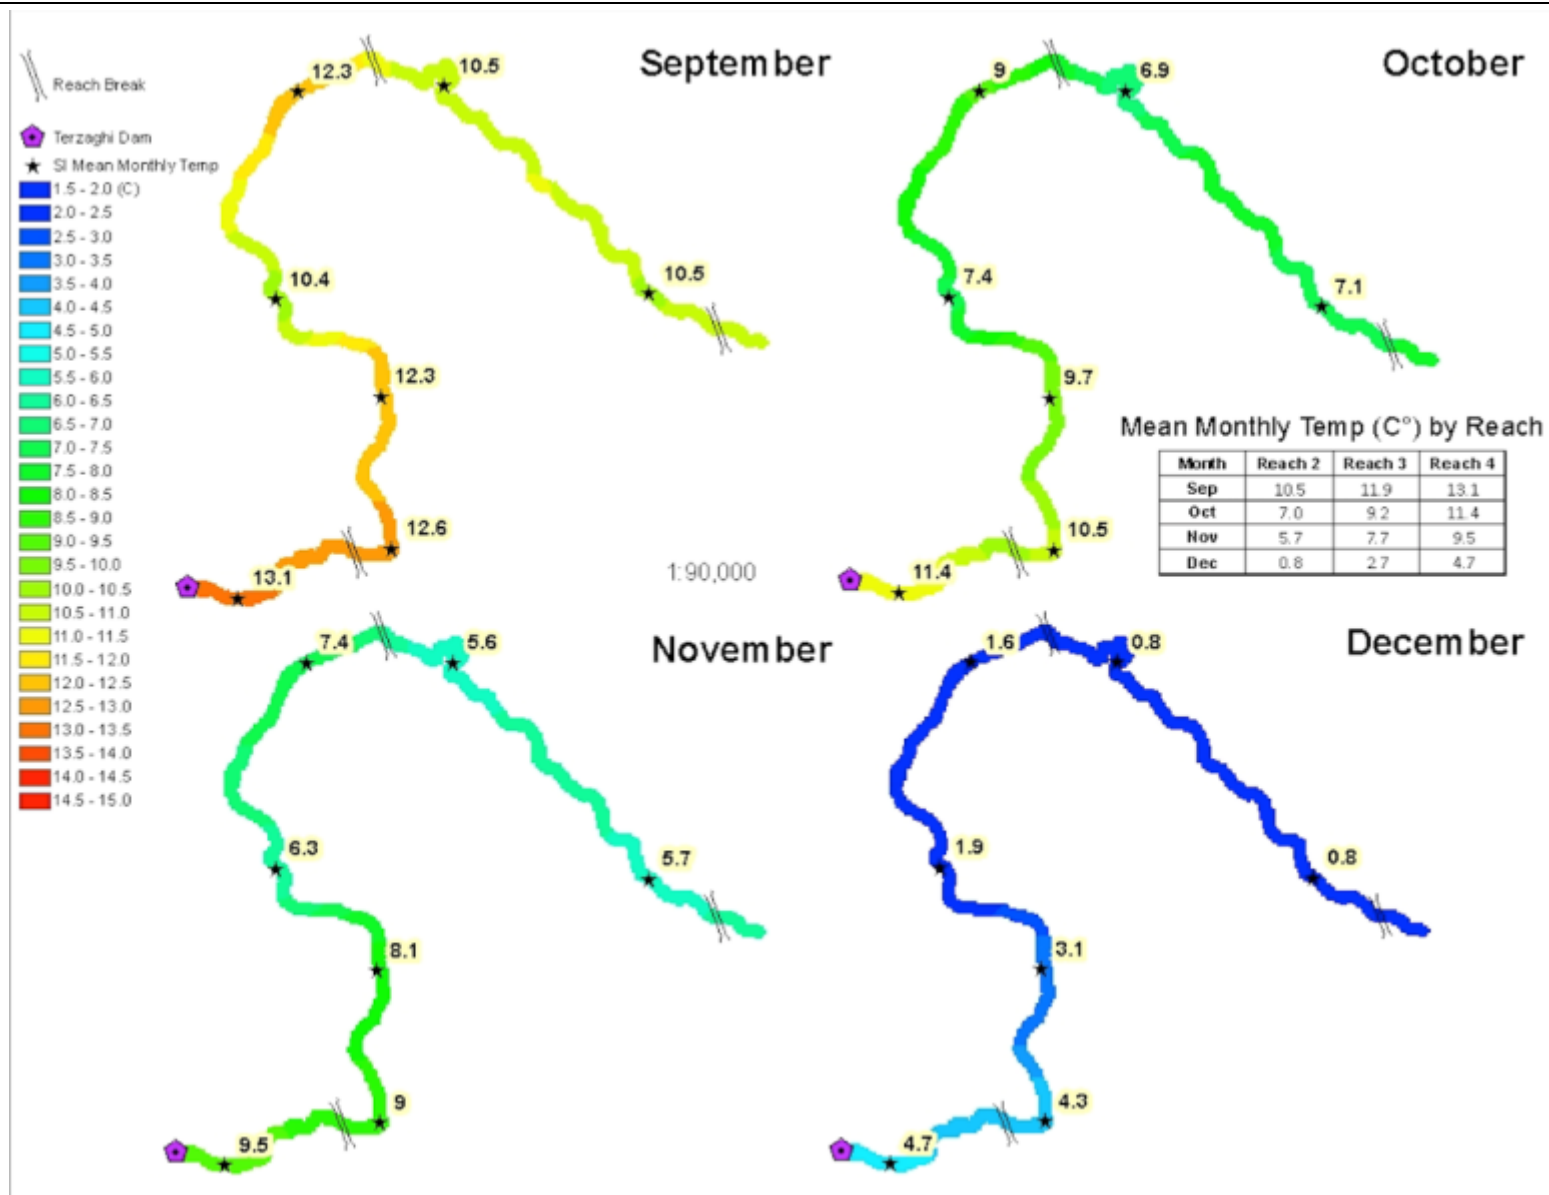 Reach Break
Terzaghi Dam
SI Mean Monthly Temp
1.5 - 2.0 (C)
2.0 - 2.5
2.5 - 3.0
3.0 - 3.5
3.5 - 4.0
4.0 - 4.5
4.5 - 5.0
5.0 - 5.5
5.5 - 6.0
6.0 - 6.5
6.5 - 7.0
7.0 - 7.5
7.5 - 8.0
8.0 - 8.5
8.5 - 9.0
9.0 - 9.5
9.5 - 10.0
10.0 - 10.5
10.5 - 11.0
11.0 - 11.5
11.5 - 12.0
12.0 - 12.5
12.5 - 13.0
13.0 - 13.5
13.5 - 14.0
14.0 - 14.5
14.5 - 15.0
September
12.3
10.5
10.4
10.5
12.3
12.6
13.1
1:90,000
October
9
6.9
7.4
7.1
9.7
10.5
11.4
Mean Monthly Temp (C°) by Reach
Month Reach 2 Reach 3 Reach 4
Sep 10.5 11.9 13.1
Oct 7.0 9.2 11.4
Nov 5.7 7.7 9.5
Dec 0.8 2.7 4.7
November
7.4
5.6
6.3
5.7
8.1
9
9.5
December
1.6
0.8
1.9
0.8
3.1
4.3
4.7